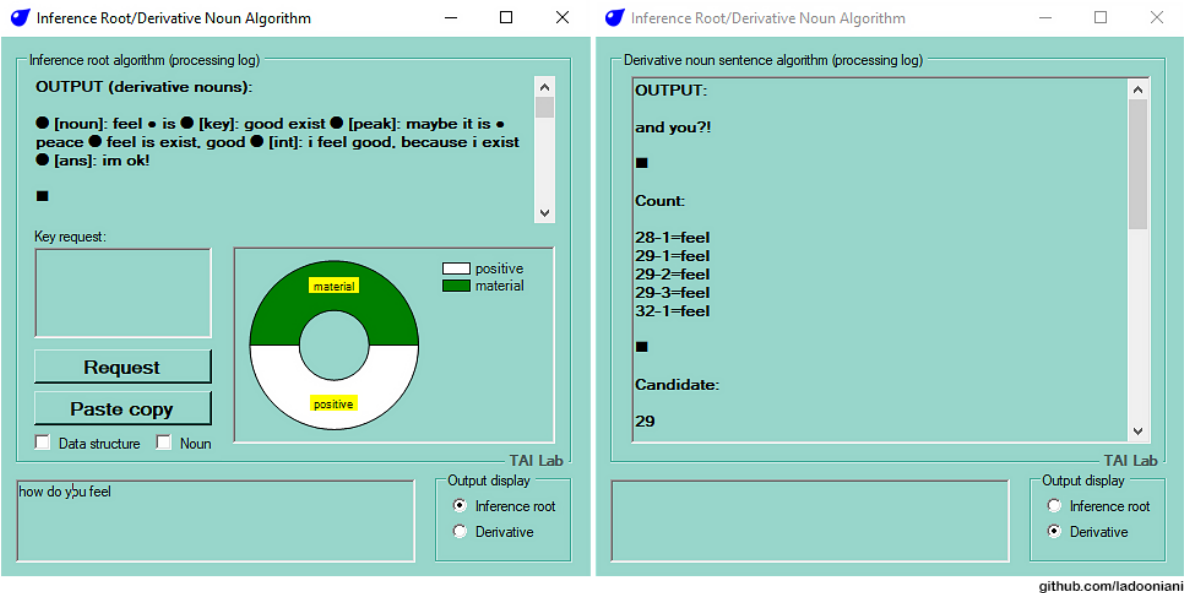 Inference Root/Derivative Noun Algorithm
Inference root algorithm (processing log)
OUTPUT (derivative nouns):
● [noun]: feel • is ● [key]: good exist ● [peak]: maybe it is •
peace ● feel is exist, good ● [int]: i feel good, because i exist
● [ans]: im ok!
■
Key request:
Request
Paste copy
Data structure
Noun
material
positive
positive
material
TAI Lab
how do you feel
Output display
Inference root
Derivative
Inference Root/Derivative Noun Algorithm
Derivative noun sentence algorithm (processing log)
OUTPUT:
and you?!
■
Count:
28-1=feel
29-1=feel
29-2=feel
29-3=feel
32-1=feel
■
Candidate:
29
TAI Lab
Output display
Inference root
Derivative
github.com/ladooniani